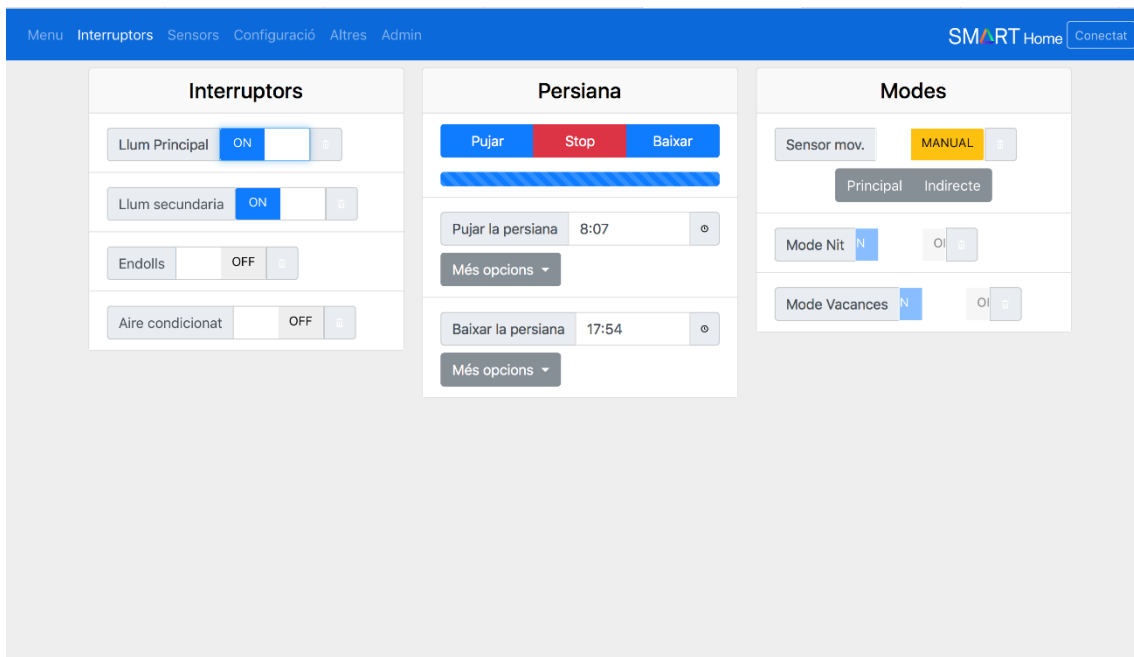 Menu Interruptors Sensors Configuració Altres Admin
SMART Home Conectat
Interruptors
Llum Principal ON
Llum secundaria ON
Endolls OFF
Aire condicionat OFF
Persiana
Pujar Stop Baixar
Pujar la persiana 8:07
Més opcions
Baixar la persiana 17:54
Més opcions
Modes
Sensor mov. MANUAL
Principal Indirecte
Mode Nit
Mode Vacances